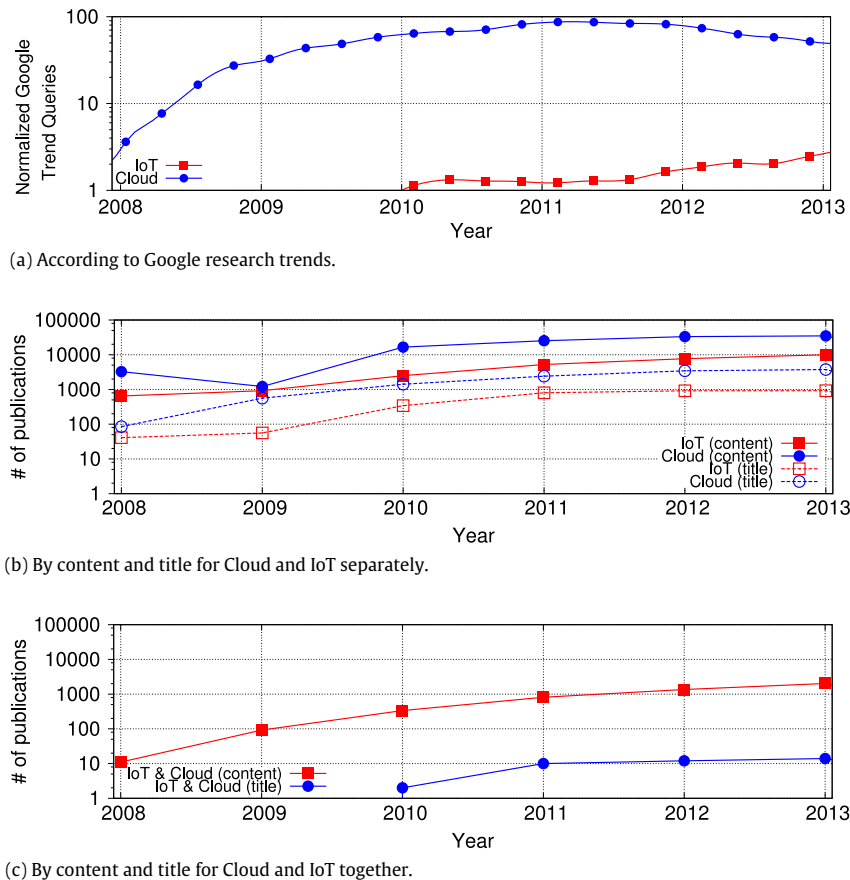 100
10
1
Normalized Google
Trend Queries
IoT
Cloud
2008 2009 2010 2011 2012 2013
Year
(a) According to Google research trends.
100000
10000
1000
100
10
1
# of publications
IoT (content)
Cloud (content)
IoT (title)
Cloud (title)
2008 2009 2010 2011 2012 2013
Year
(b) By content and title for Cloud and IoT separately.
100000
10000
1000
100
10
1
# of publications
IoT & Cloud (content)
IoT & Cloud (title)
2008 2009 2010 2011 2012 2013
Year
(c) By content and title for Cloud and IoT together.